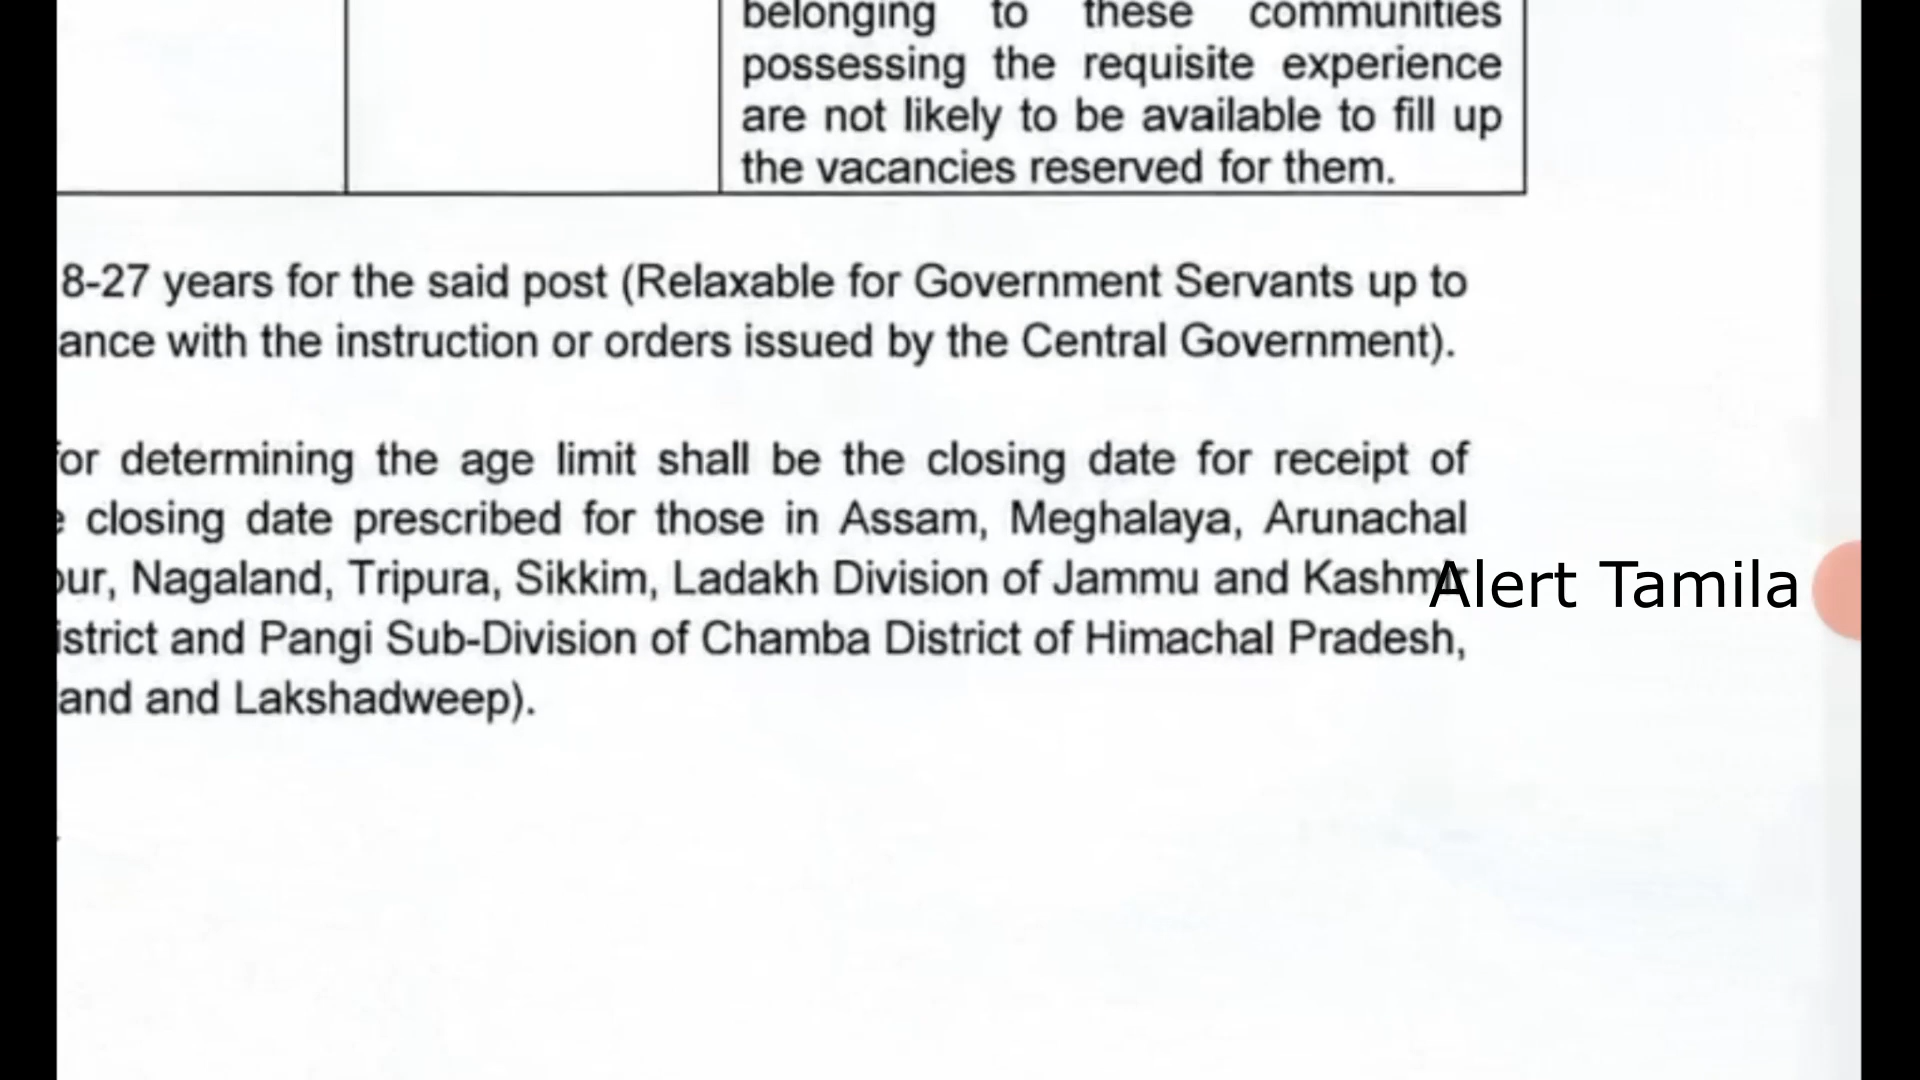 belonging to these communities
possessing the requisite experience
are not likely to be available to fill up
the vacancies reserved for them.
8-27 years for the said post (Relaxable for Government Servants up to
ance with the instruction or orders issued by the Central Government).
for determining the age limit shall be the closing date for receipt of
closing date prescribed for those in Assam, Meghalaya, Arunachal
pur, Nagaland, Tripura, Sikkim, Ladakh Division of Jammu and Kashmir
Alert Tamila
istrict and Pangi Sub-Division of Chamba District of Himachal Pradesh,
and and Lakshadweep).